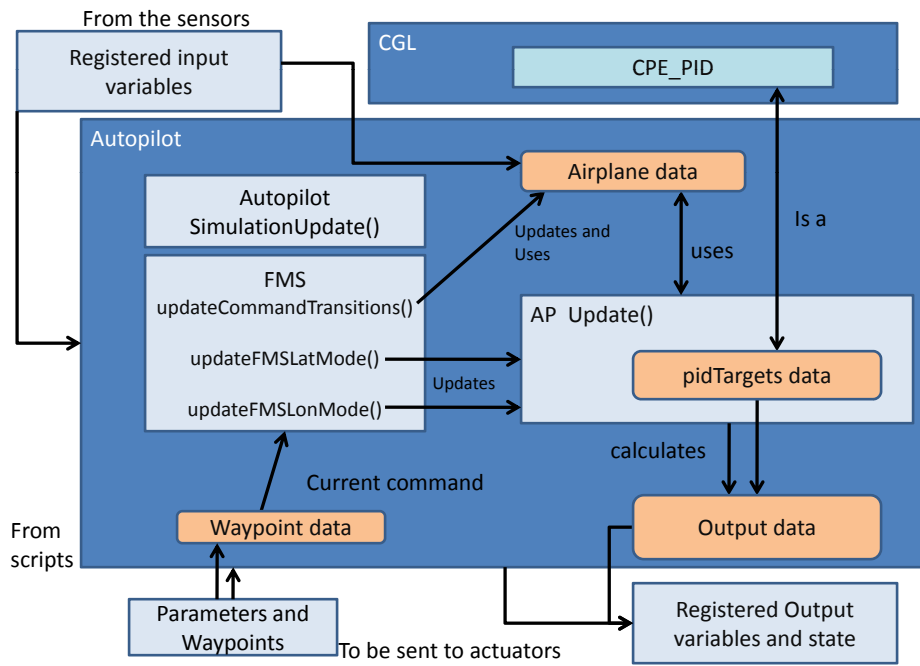 From the sensors
Registered input
variables
CGL
CPE_PID
Autopilot
Airplane data
Autopilot
SimulationUpdate()
Updates and
Uses
uses
Is a
FMS
updateCommandTransitions()
updateFMSLatMode()
updateFMSLonMode()
Updates
AP Update()
pidTargets data
calculates
Current command
Waypoint data
Output data
From
scripts
Parameters and
Waypoints
To be sent to actuators
Registered Output
variables and state